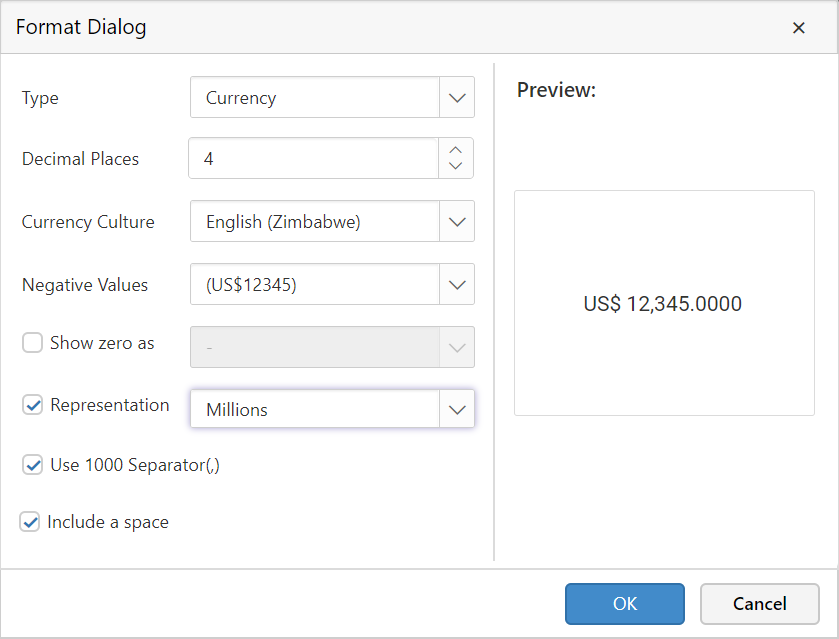 Format Dialog
Type
Currency
Decimal Places
4
Currency Culture
English (Zimbabwe)
Negative Values
(US$12345)
Show zero as
-
Representation
Millions
Use 1000 Separator(,)
Include a space
Preview:
US$ 12,345.0000
OK
Cancel